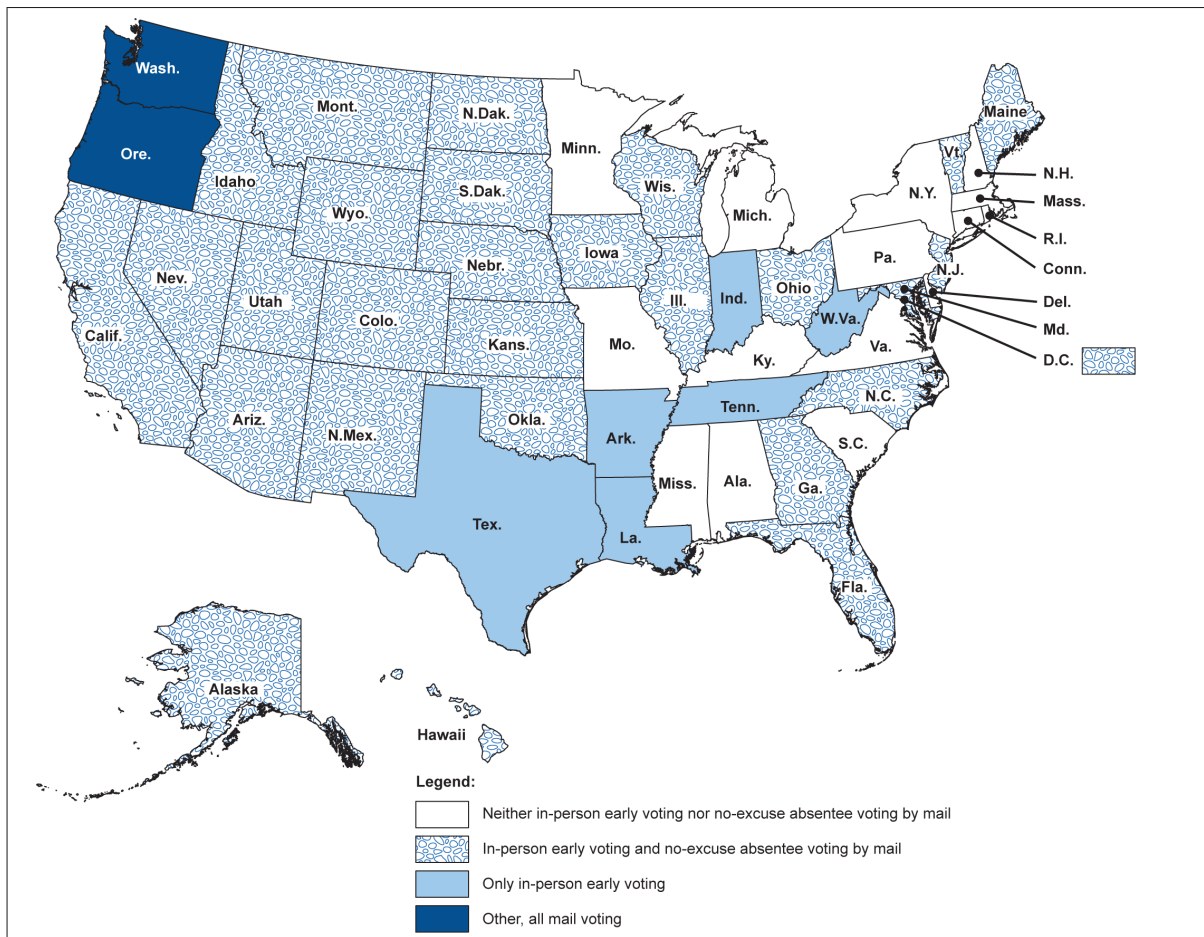 Wash.
Mont.
N.Dak.
Minn.
Maine
Vt.
Ore.
Idaho
S.Dak.
Wis.
N.H.
N.Y.
Mass.
Wyo.
Mich.
R.I.
Iowa
Pa.
Conn.
Nebr.
N.J.
Nev.
Utah
Ill.
Ind.
Ohio
Del.
Colo.
W.Va.
Md.
Calif.
Kans.
Mo.
Va.
Ky.
D.C.
N.C.
Ariz.
Okla.
Tenn.
N.Mex.
Ark.
S.C.
Miss.
Ala.
Ga.
Tex.
La.
Fla.
Alaska
Hawaii
Legend:
Neither in-person early voting nor no-excuse absentee voting by mail
In-person early voting and no-excuse absentee voting by mail
Only in-person early voting
Other, all mail voting